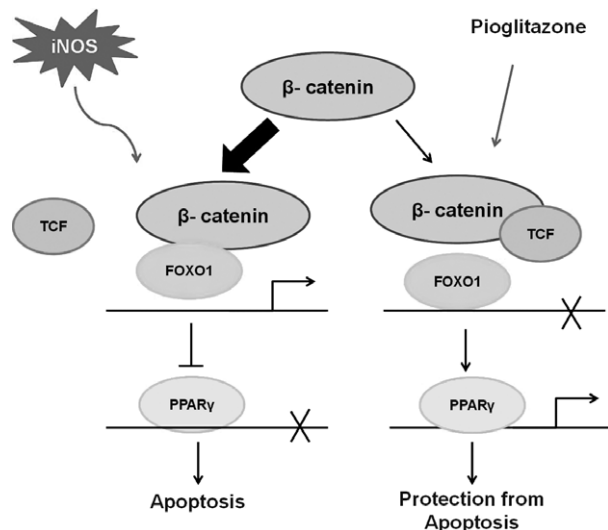 iNOS
Pioglitazone
β- catenin
β- catenin
β- catenin
TCF
TCF
FOXO1
FOXO1
PPARγ
PPARγ
Apoptosis
Protection from
Apoptosis